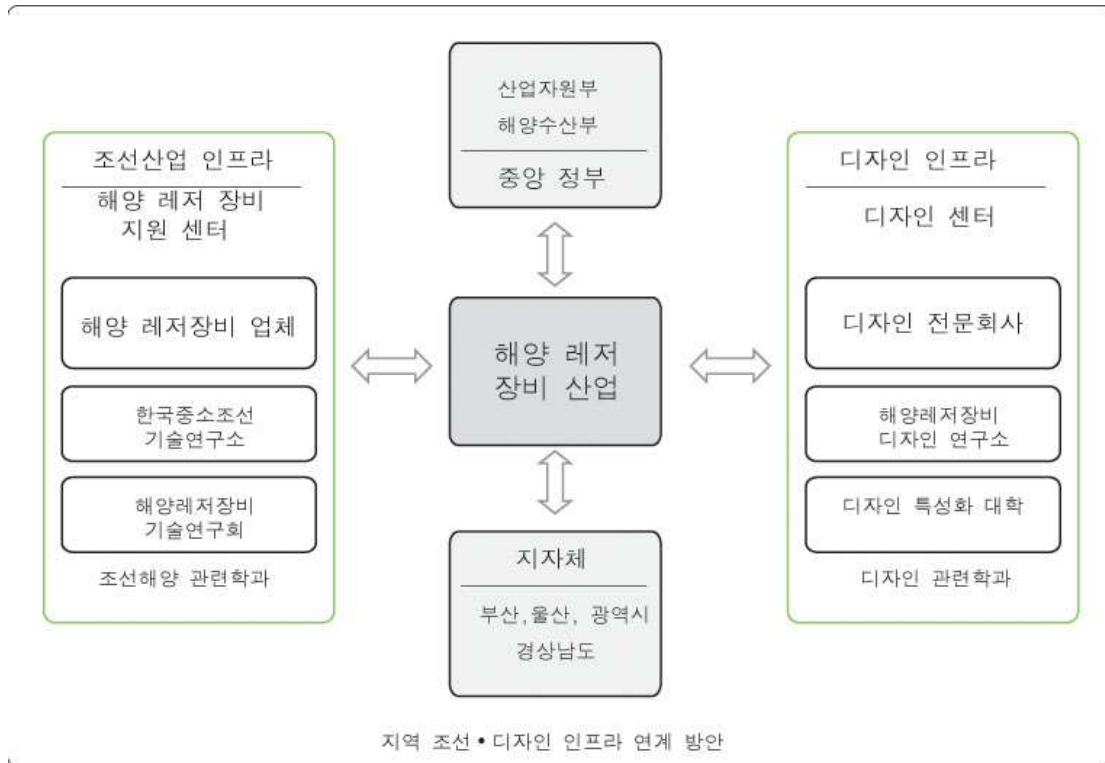 산업자원부
해양수산부
중앙 정부
조선산업 인프라
해양 레저 장비
지원 센터
해양 레저장비 업체
한국중소조선
기술연구소
해양레저장비
기술연구회
조선해양 관련학과
해양 레저
장비 산업
디자인 인프라
디자인 센터
디자인 전문회사
해양레저장비
디자인 연구소
디자인 특성화 대학
디자인 관련학과
지자체
부산,울산, 광역시
경상남도
지역 조선•디자인 인프라 연계 방안